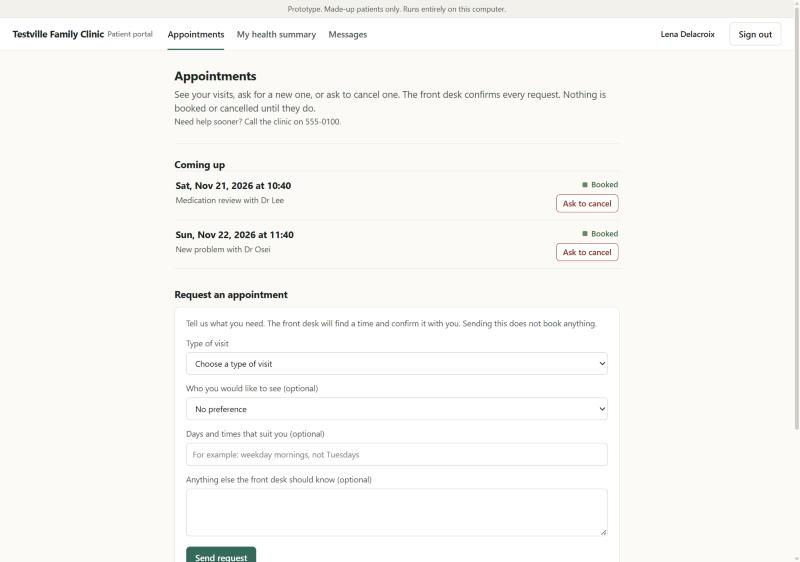 Prototype. Made-up patients only. Runs entirely on this computer.
Testville Family Clinic Patient portal Appointments My health summary Messages Lena Delacroix Sign out
Appointments
See your visits, ask for a new one, or ask to cancel one. The front desk confirms every request. Nothing is
booked or cancelled until they do.
Need help sooner? Call the clinic on 555-0100.
Coming up
Sat, Nov 21, 2026 at 10:40 Booked
Medication review with Dr Lee Ask to cancel
Sun, Nov 22, 2026 at 11:40 Booked
New problem with Dr Osei Ask to cancel
Request an appointment
Tell us what you need. The front desk will find a time and confirm it with you. Sending this does not book anything.
Type of visit
Choose a type of visit
Who you would like to see (optional)
No preference
Days and times that suit you (optional)
For example: weekday mornings, not Tuesdays
Anything else the front desk should know (optional)
Send request